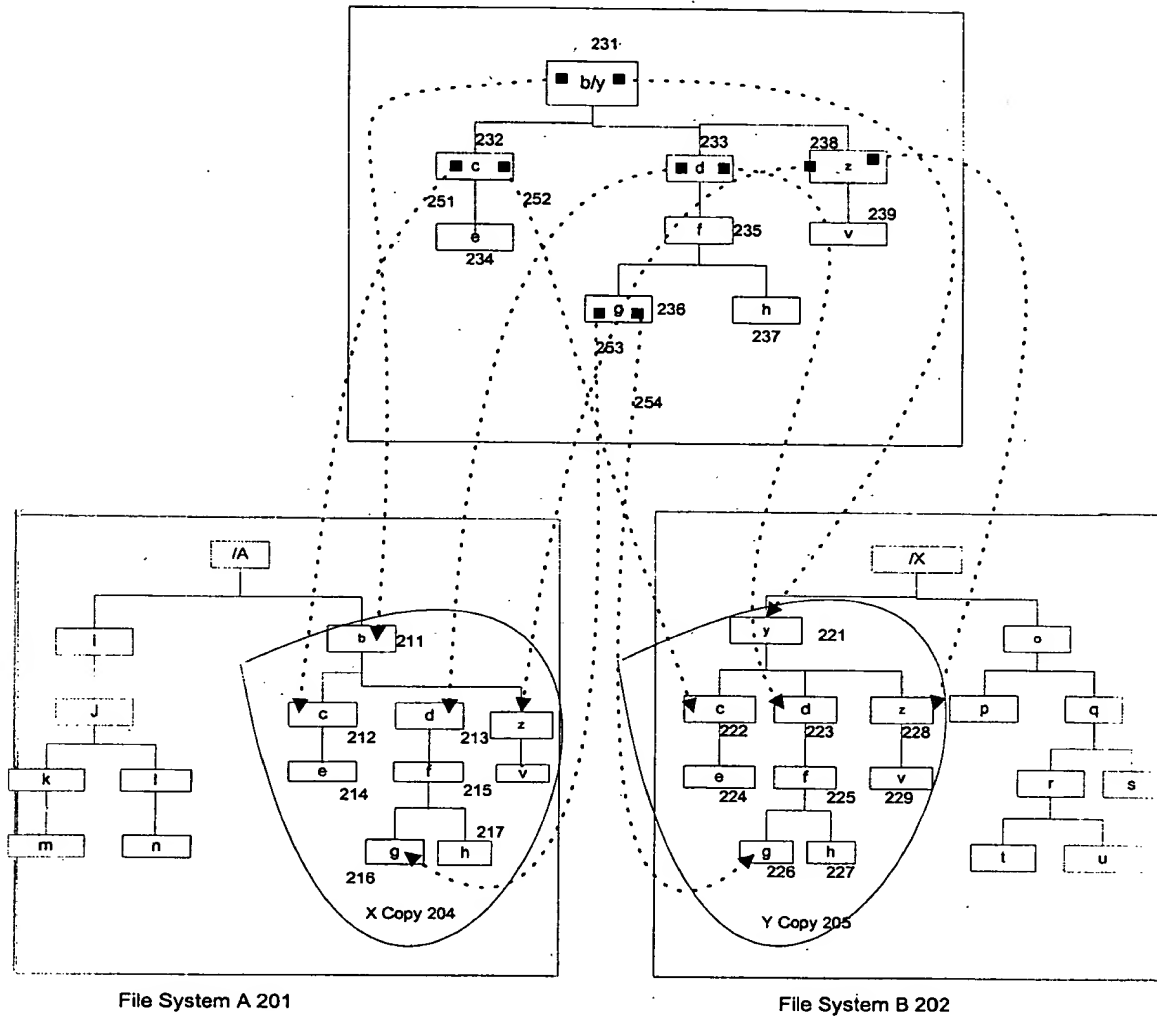 231
b/y
232
233
238
c
d
z
251
252
239
e
f
235
v
234
g
236
h
237
253
254
/A
/X
i
b
211
y
221
o
J
c
d
z
c
d
z
p
q
212
213
222
223
228
k
l
e
f
v
e
f
v
r
s
214
215
224
225
229
217
m
n
g
h
g
h
t
u
216
226
227
X Copy 204
Y Copy 205
File System A 201
File System B 202